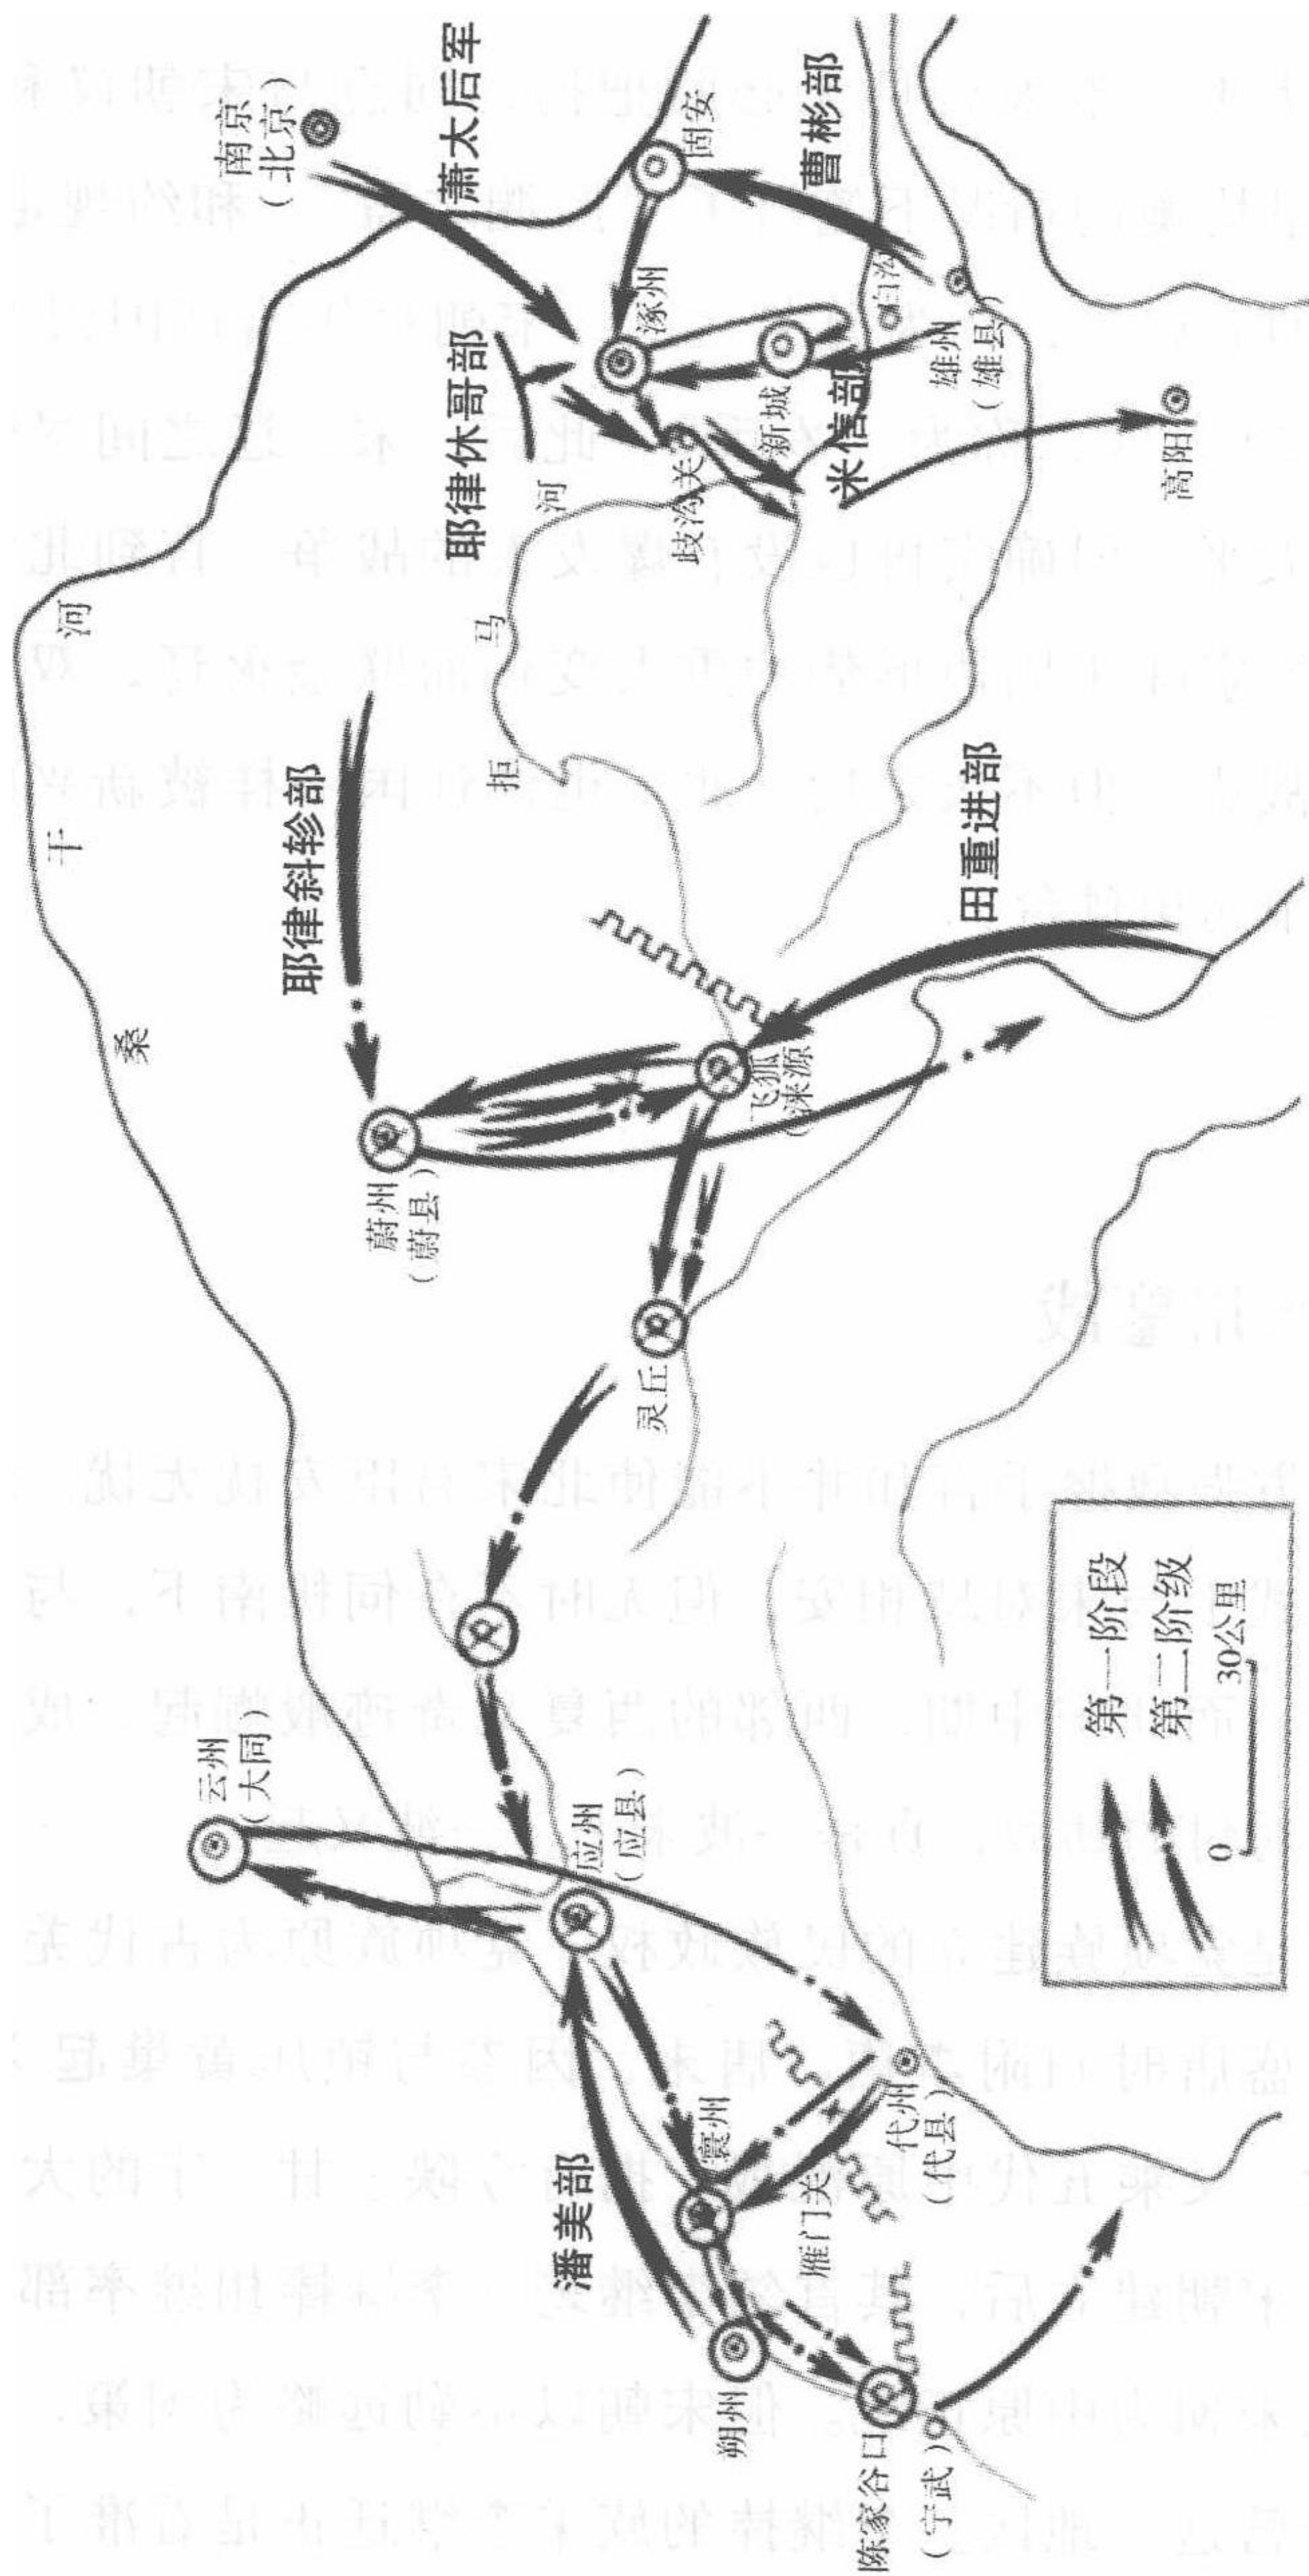 南京
（北京）
萧太后军
固安
曹彬部
涿州
耶律休哥部
白沟
雄州
（雄县）
新城
米信部
歧沟关
高阳
河
马
拒
河
干
桑
耶律斜轸部
田重进部
飞狐
（涞源
蔚州
（蔚县）
灵丘
云州
（大同）
应州
（应县）
潘美部
寰州
雁门关
代州
（代县）
朔州
陈家谷口
（宁武）
第一阶段
第二阶级
0
30公里